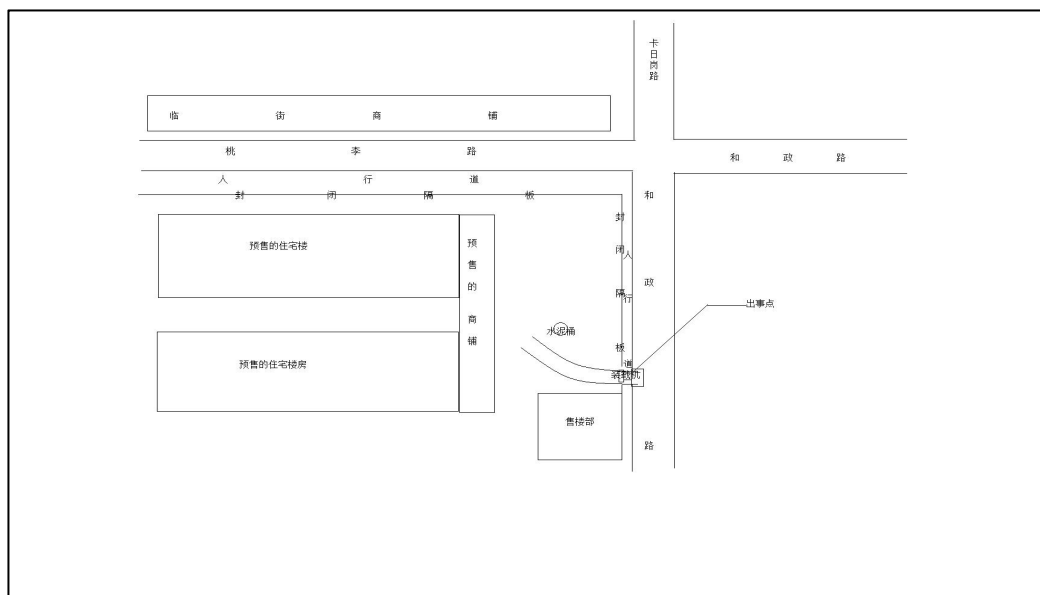 卡日岗路
临街商铺
桃李路
和政路
人行道
封闭隔板
和政路
封闭隔板
人行道
预售的住宅楼
预售的商铺
出事点
水泥桶
预售的住宅楼房
售楼部